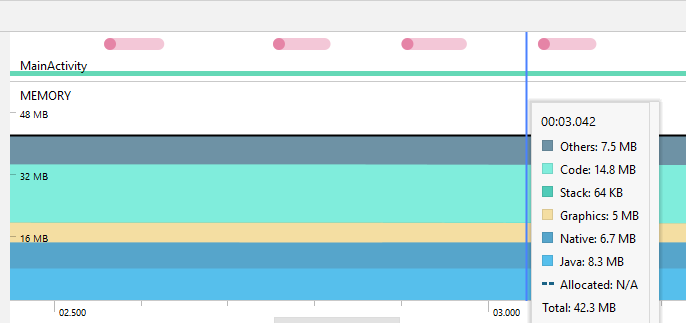 MainActivity
MEMORY
48 MB
32 MB
16 MB
00:03.042
Others: 7.5 MB
Code: 14.8 MB
Stack: 64 KB
Graphics: 5 MB
Native: 6.7 MB
Java: 8.3 MB
Allocated: N/A
Total: 42.3 MB
02.500
03.000